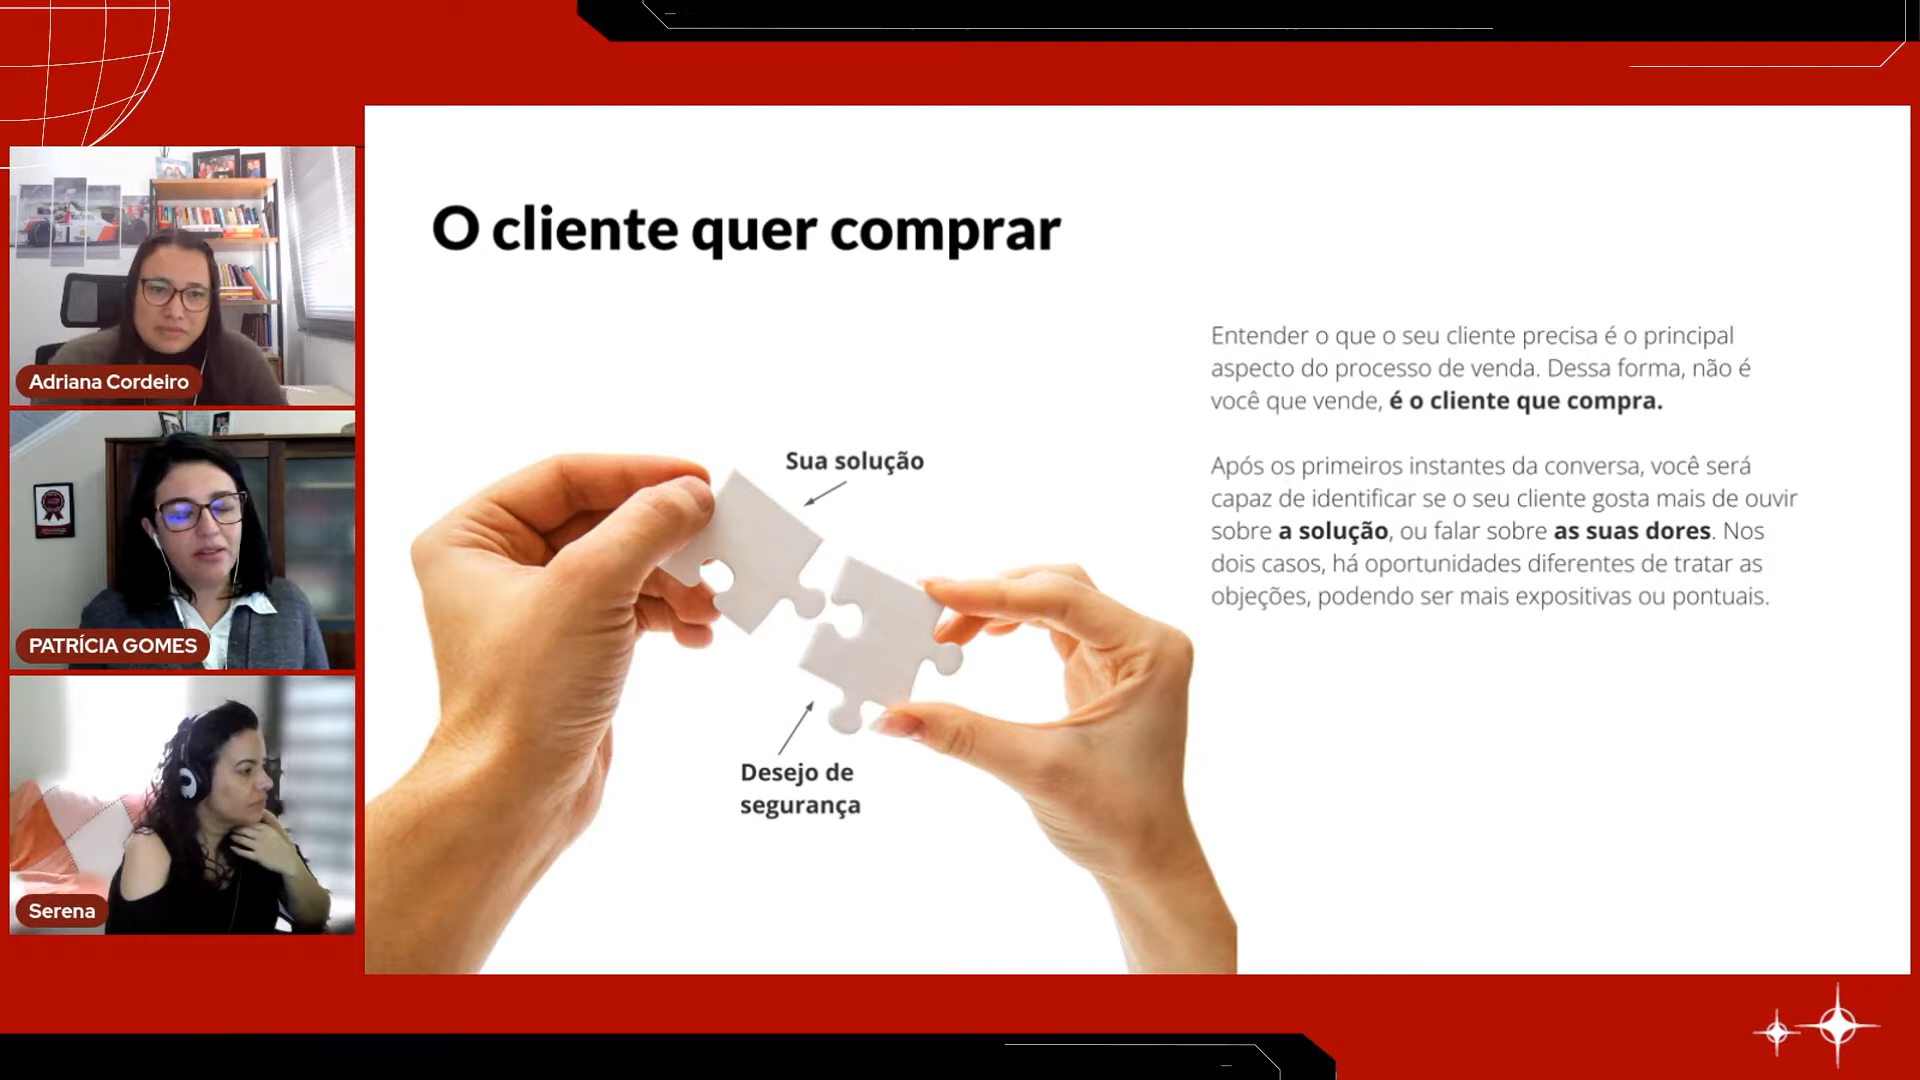 O cliente quer comprar
Adriana Cordeiro
PATRÍCIA GOMES
Serena
Sua solução
Desejo de
segurança
Entender o que o seu cliente precisa é o principal
aspecto do processo de venda. Dessa forma, não é
você que vende, é o cliente que compra.
Após os primeiros instantes da conversa, você será
capaz de identificar se o seu cliente gosta mais de ouvir
sobre a solução, ou falar sobre as suas dores. Nos
dois casos, há oportunidades diferentes de tratar as
objeções, podendo ser mais expositivas ou pontuais.